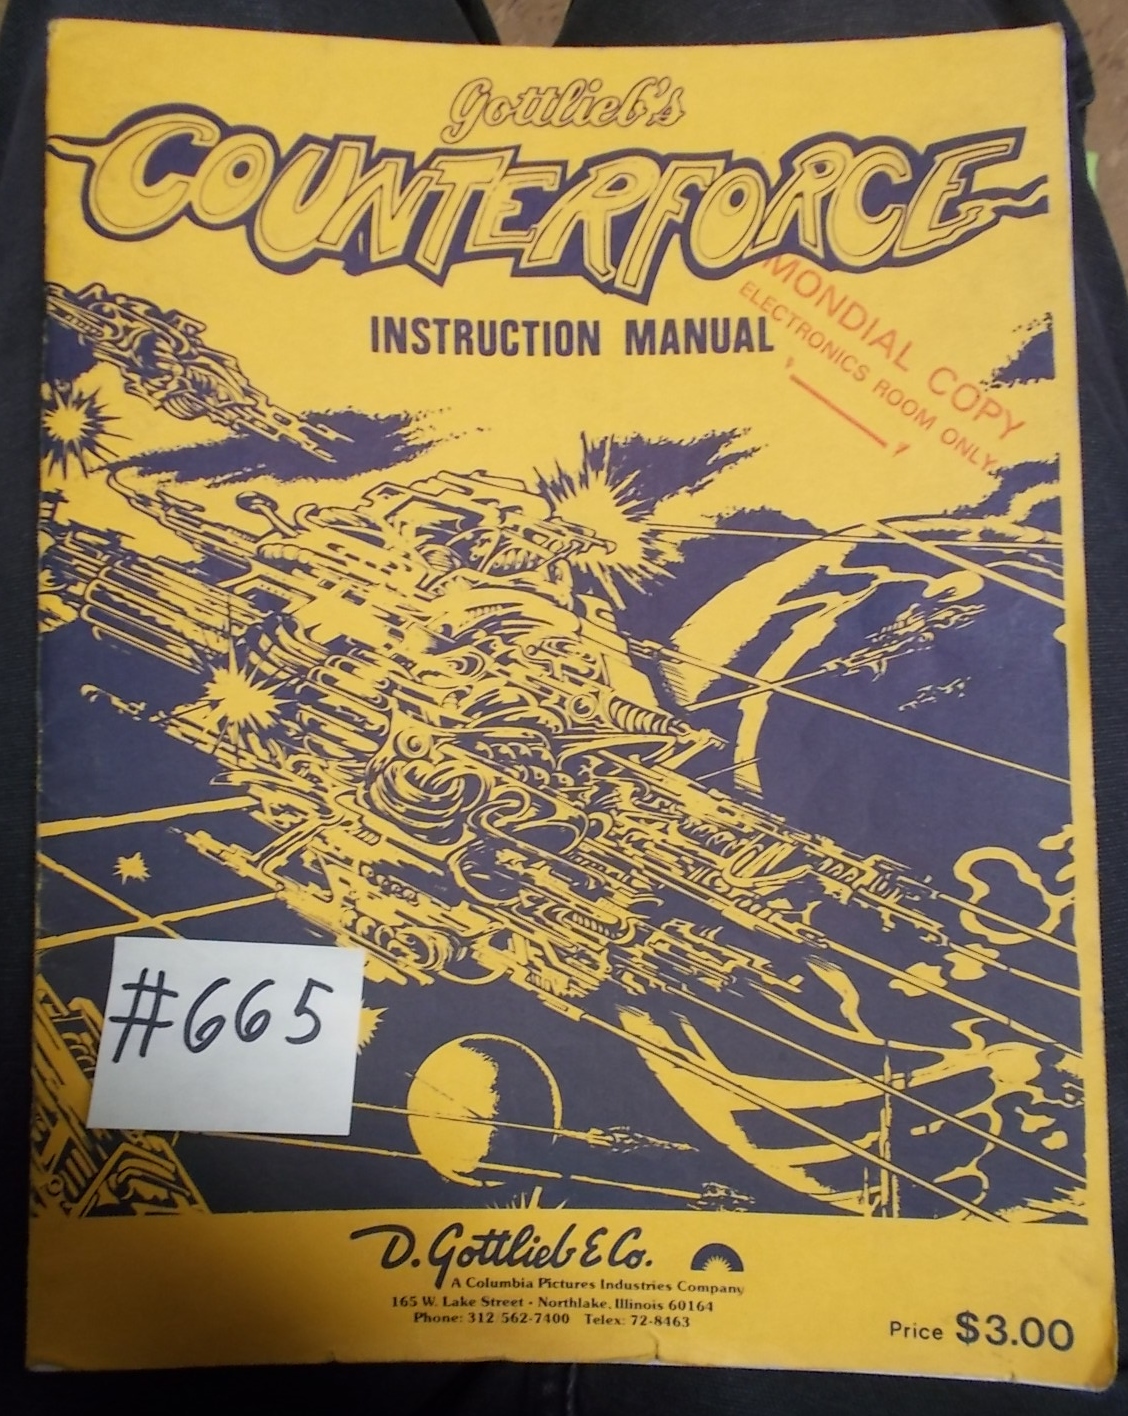 Gottlieb's
COUNTERFORCE
INSTRUCTION MANUAL
MONDIAL COPY
ELECTRONICS ROOM ONLY
#665
D. Gottlieb & Co.
A Columbia Pictures Industries Company
165 W. Lake Street • Northlake, Illinois 60164
Phone: 312/562-7400 Telex: 72-8463
Price $3.00